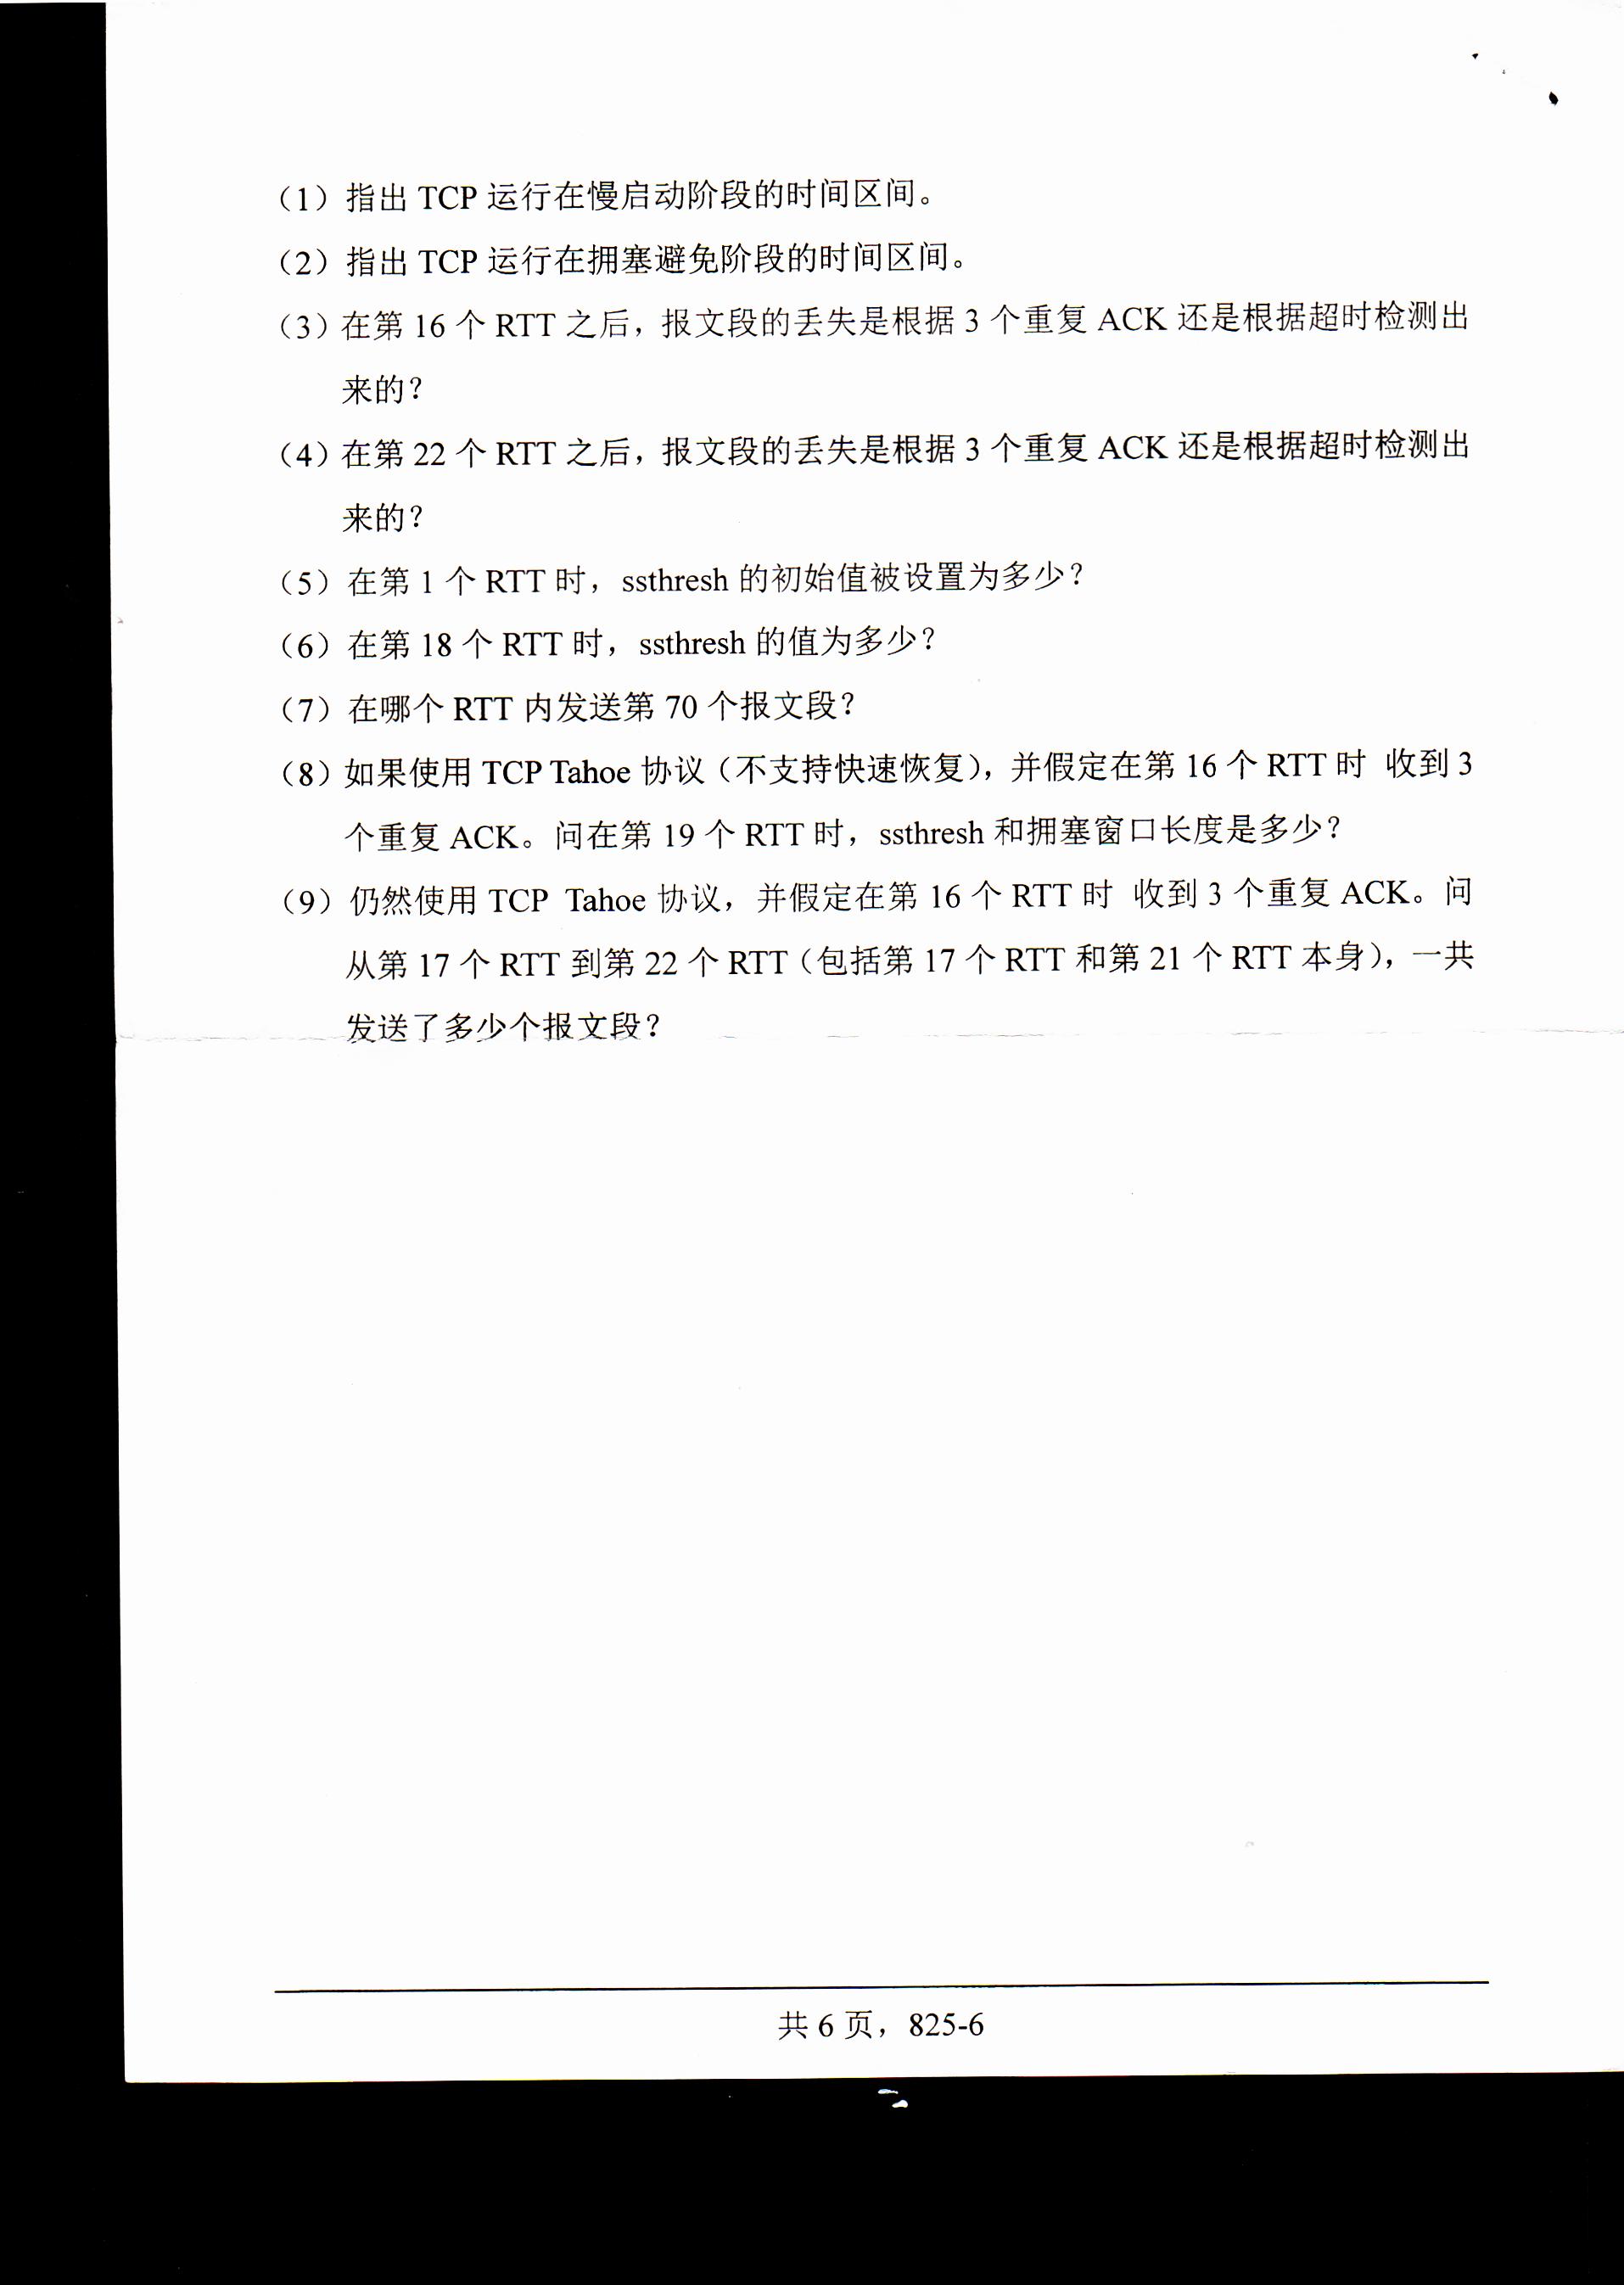 （1）指出 TCP 运行在慢启动阶段的时间区间。
（2）指出 TCP 运行在拥塞避免阶段的时间区间。
（3）在第 16 个 RTT 之后，报文段的丢失是根据 3 个重复 ACK 还是根据超时检测出
来的？
（4）在第 22 个 RTT 之后，报文段的丢失是根据 3 个重复 ACK 还是根据超时检测出
来的？
（5）在第 1 个 RTT 时，ssthresh 的初始值被设置为多少？
（6）在第 18 个 RTT 时，ssthresh 的值为多少？
（7）在哪个 RTT 内发送第 70 个报文段？
（8）如果使用 TCP Tahoe 协议（不支持快速恢复），并假定在第 16 个 RTT 时 收到 3
个重复 ACK。问在第 19 个 RTT 时，ssthresh 和拥塞窗口长度是多少？
（9）仍然使用 TCP Tahoe 协议，并假定在第 16 个 RTT 时 收到 3 个重复 ACK。问
从第 17 个 RTT 到第 22 个 RTT（包括第 17 个 RTT 和第 21 个 RTT 本身），一共
发送了多少个报文段？
共 6 页，825-6